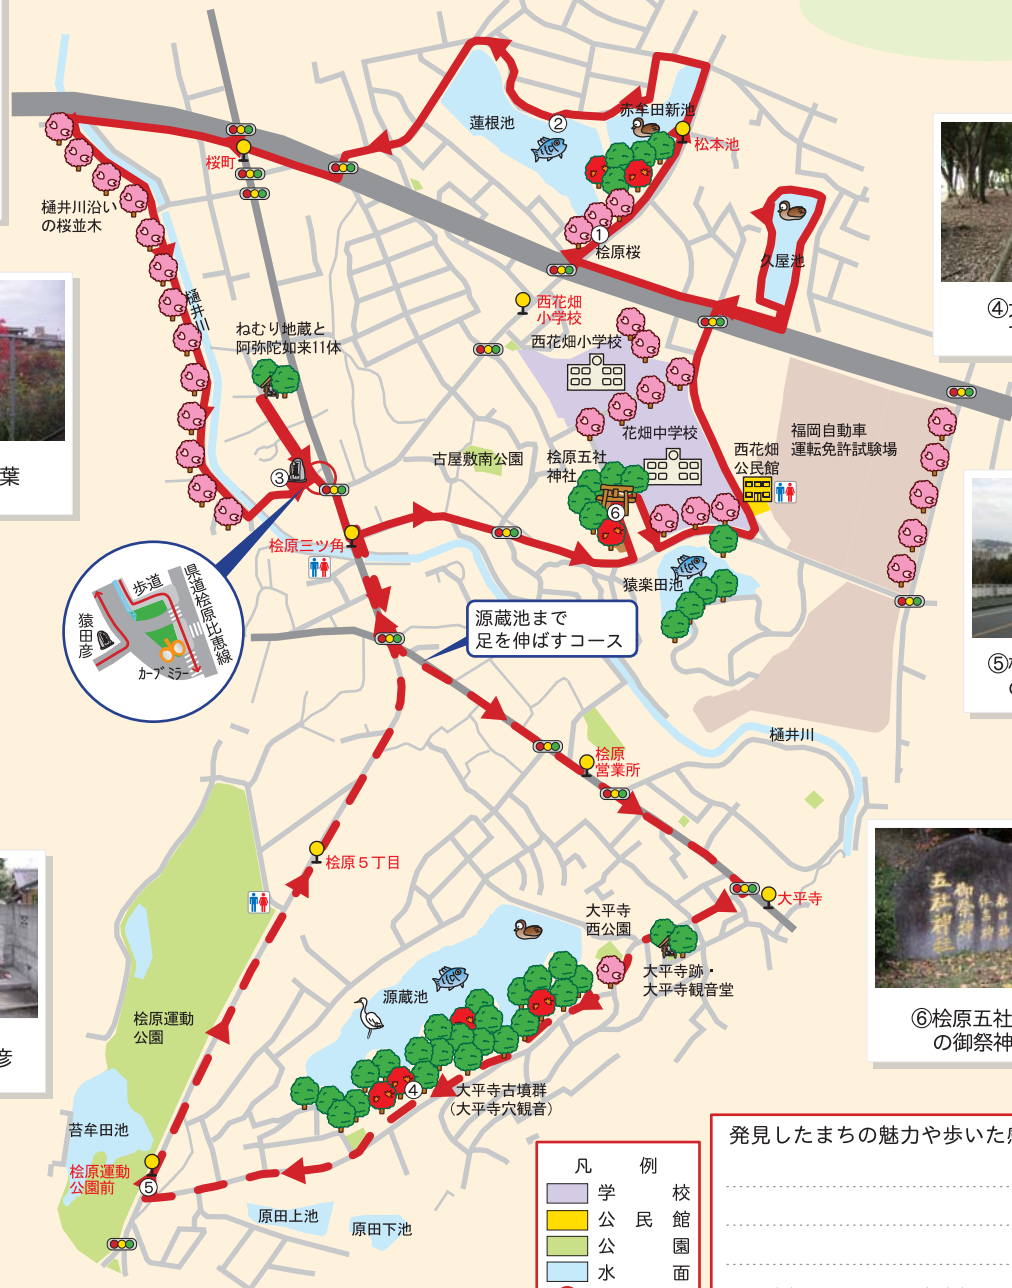 蓮根池
②
赤牟田新池
松本池
桜町
樋井川沿い
の桜並木
①
桧原桜
久屋池
樋井川
西花畑
小学校
ねむり地蔵と
阿弥陀如来11体
西花畑小学校
④
花畑中学校
福岡自動車
運転免許試験場
西花畑
公民館
古屋敷南公園
桧原五社
神社
葉
③
⑥
桧原三ツ角
猿楽田池
歩道
県道桧原比恵線
猿田彦
カーブミラー
源蔵池まで
足を伸ばすコース
⑤
樋井川
桧原
営業所
桧原５丁目
大平寺
大平寺
西公園
五社神社
御祭神
大平寺跡・
大平寺観音堂
源蔵池
桧原運動
公園
⑥桧原五社
の御祭神
彦
④
大平寺古墳群
（大平寺穴観音）
苔牟田池
桧原運動
公園前
⑤
原田上池
原田下池
凡例
学校
公民館
公園
水面
発見したまちの魅力や歩いた